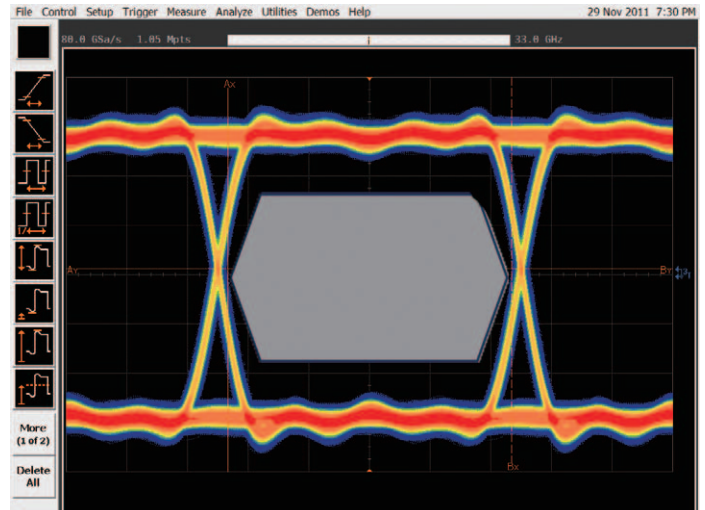 File Control Setup Trigger Measure Analyze Utilities Demos Help 29 Nov 2011 7:30 PM
80.0 GSa/s 1.05 Mpts 33.0 GHz
Ax
Ay
By
Bx
More
(1 of 2)
Delete
All